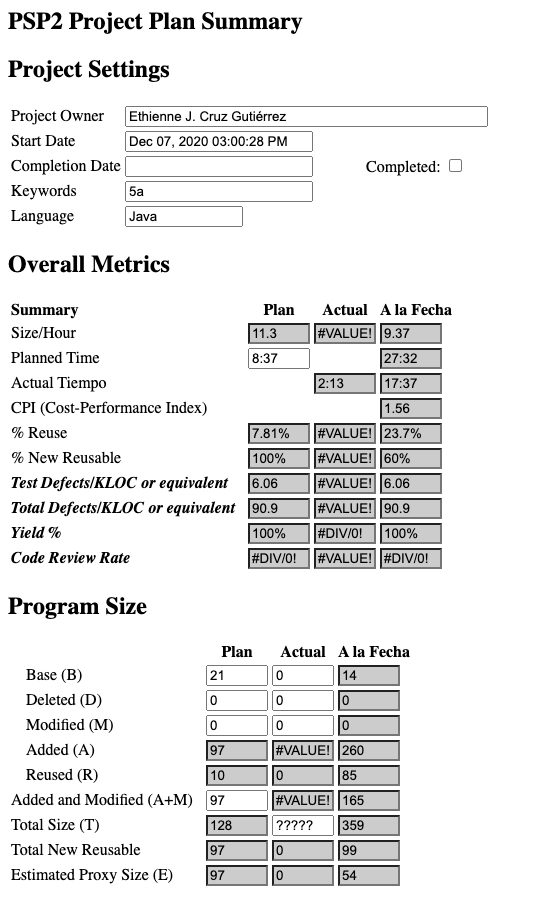 PSP2 Project Plan Summary
Project Settings
Project Owner Ethienne J. Cruz Gutiérrez
Start Date Dec 07, 2020 03:00:28 PM
Completion Date Completed:
Keywords 5a
Language Java
Overall Metrics
Summary Plan Actual A la Fecha
Size/Hour 11.3 #VALUE! 9.37
Planned Time 8:37 27:32
Actual Tiempo 2:13 17:37
CPI (Cost-Performance Index) 1.56
% Reuse 7.81% #VALUE! 23.7%
% New Reusable 100% #VALUE! 60%
Test Defects/KLOC or equivalent 6.06 #VALUE! 6.06
Total Defects/KLOC or equivalent 90.9 #VALUE! 90.9
Yield % 100% #DIV/0! 100%
Code Review Rate #DIV/0! #VALUE! #DIV/0!
Program Size
Plan Actual A la Fecha
Base (B) 21 0 14
Deleted (D) 0 0 0
Modified (M) 0 0 0
Added (A) 97 #VALUE! 260
Reused (R) 10 0 85
Added and Modified (A+M) 97 #VALUE! 165
Total Size (T) 128 ????? 359
Total New Reusable 97 0 99
Estimated Proxy Size (E) 97 0 54